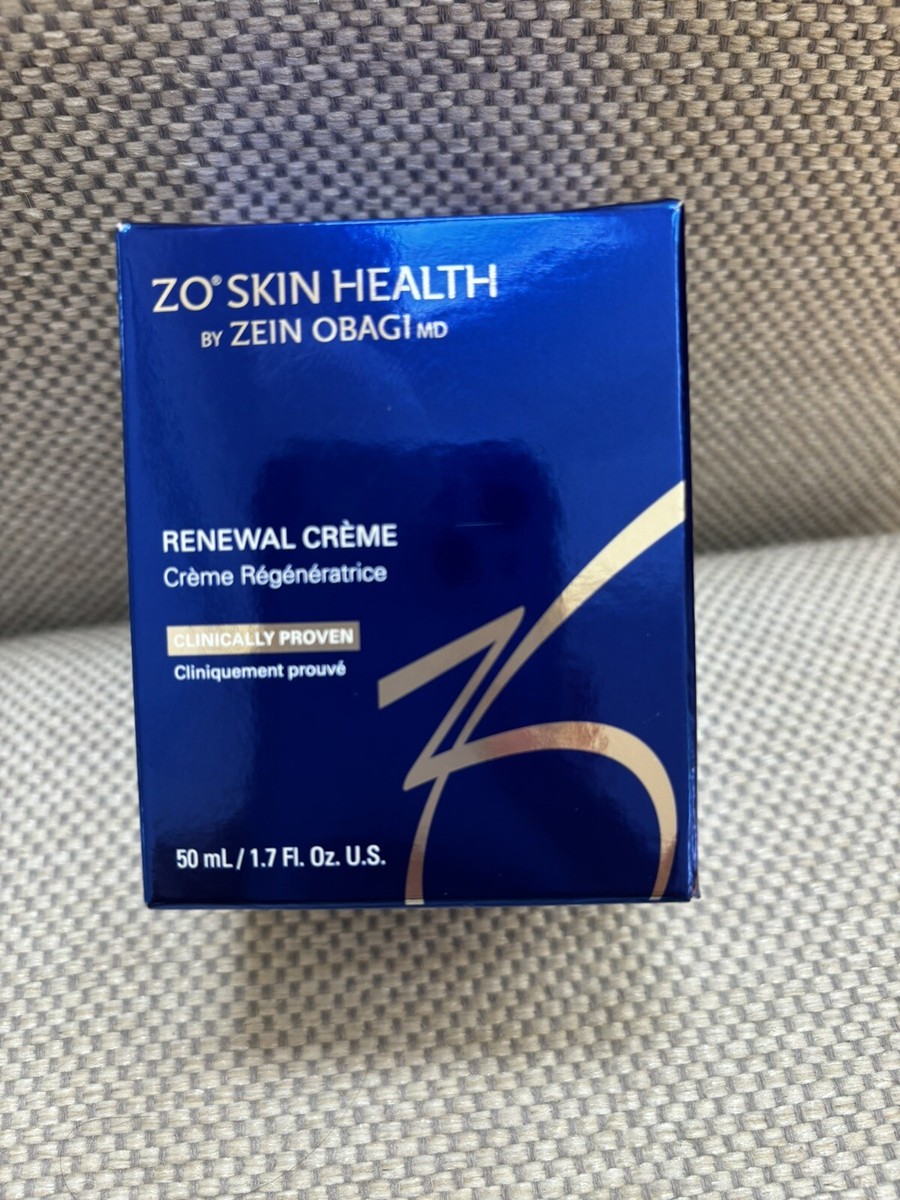 ZO® SKIN HEALTH
BY ZEIN OBAGI MD
RENEWAL CRÈME
Crème Régénératrice
CLINICALLY PROVEN
Cliniquement prouvé
50 mL / 1.7 Fl. Oz. U.S.